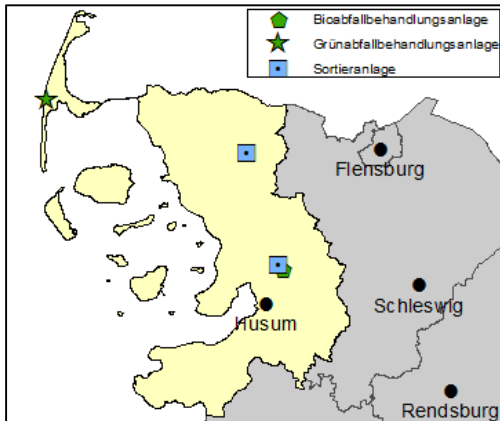 Bioabfallbehandlungsanlage
Grünabfallbehandlungsanlage
Sortieranlage
Flensburg
Schleswig
Husum
Rendsburg